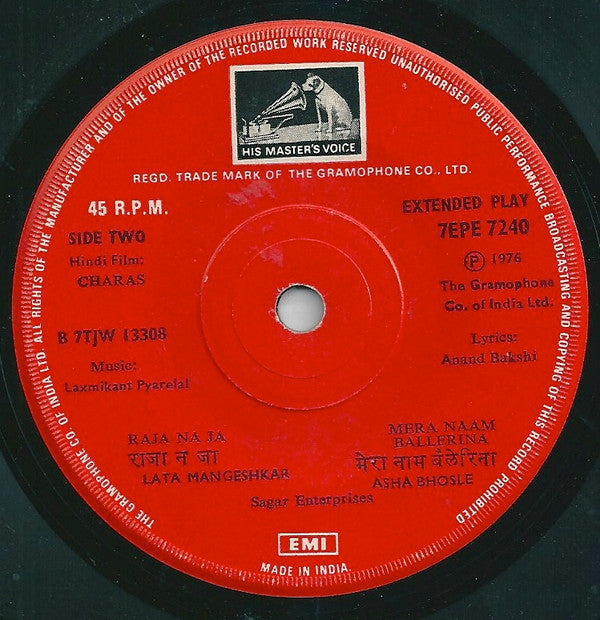 THE GRAMOPHONE CO. OF INDIA LTD. ALL RIGHTS OF THE MANUFACTURER AND OF THE OWNER OF THE RECORDED WORK RESERVED UNAUTHORISED PUBLIC PERFORMANCE BROADCASTING AND COPYING OF THIS RECORD PROHIBITED
HIS MASTER'S VOICE
REGD. TRADE MARK OF THE GRAMOPHONE CO., LTD.
45 R.P.M.
SIDE TWO
Hindi Film:
CHARAS
B 7TJW 13308
Music:
Laxmikant Pyarelal
EXTENDED PLAY
7EPE 7240
℗ 1976
The Gramophone
Co. of India Ltd.
Lyrics:
Anand Bakshi
RAJA NA JA
राजा न जा
LATA MANGESHKAR
MERA NAAM
BALLERINA
मेरा नाम बॅलेरिना
ASHA BHOSLE
Sagar Enterprises
EMI
MADE IN INDIA.